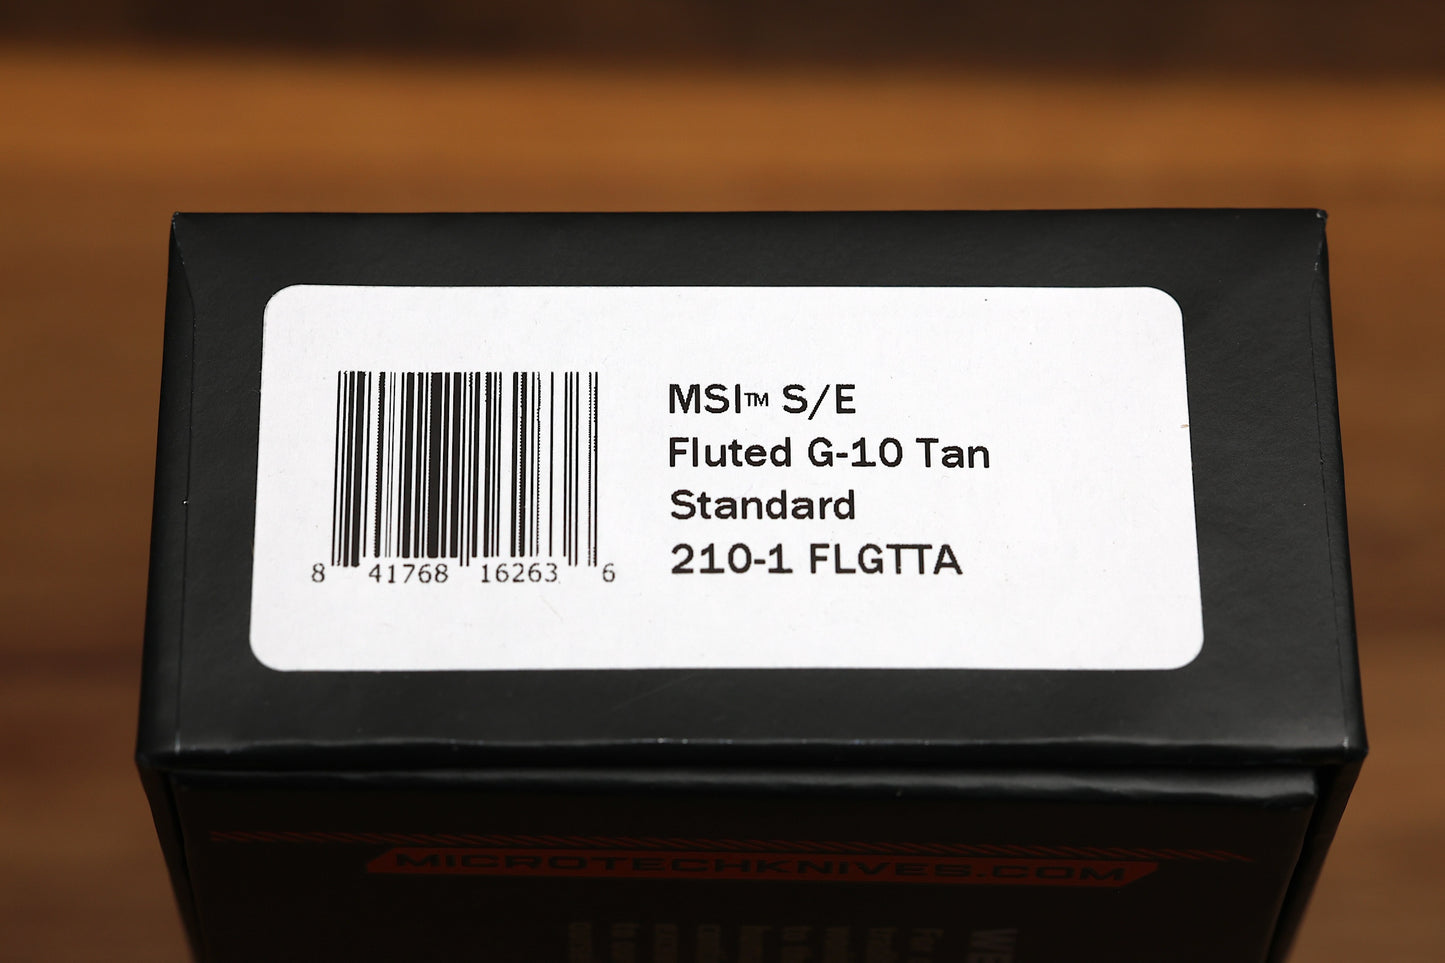 MSI™ S/E
Fluted G-10 Tan
Standard
210-1 FLGTTA
8 41768 16263 6
MICROTECHKNIVES.COM